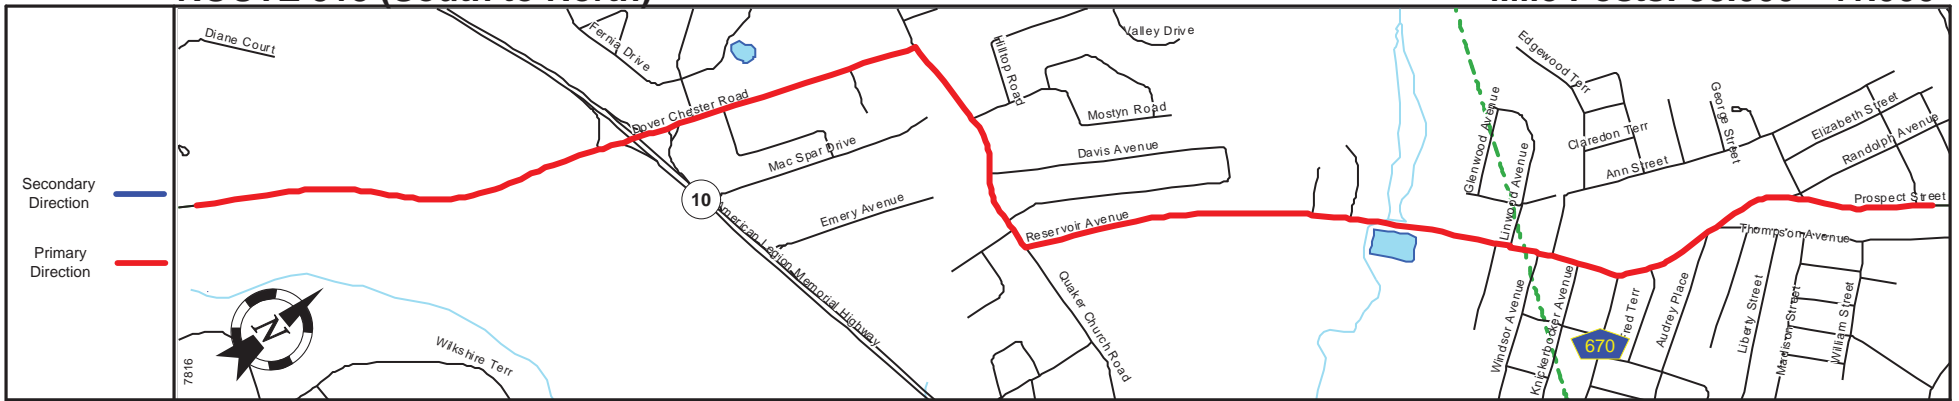 Secondary
Direction
Primary
Direction
Diane Court
7816
Wilkshire Terr
N
Fernia Drive
Dover Chester Road
10
Mac Spar Drive
Emery Avenue
American Legion Memorial Highway
Hilltop Road
Valley Drive
Mostyn Road
Davis Avenue
Reservoir Avenue
Quaker Church Road
Edgewood Terr
Glenwood Avenue
Linwood Avenue
Claredon Terr
Ann Street
George Street
Elizabeth Street
Randolph Avenue
Prospect Street
Thompson Avenue
Windsor Avenue
Knickerbocker Avenue
670
Audrey Place
Liberty Street
Madison Street
William Street